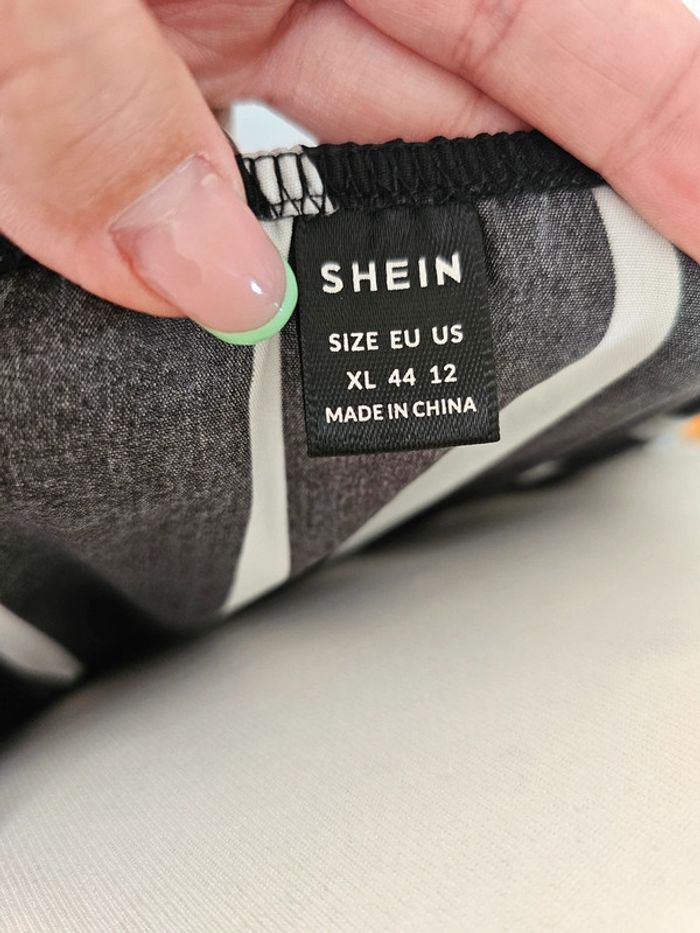 SHEIN
SIZE EU US
XL 44 12
MADE IN CHINA